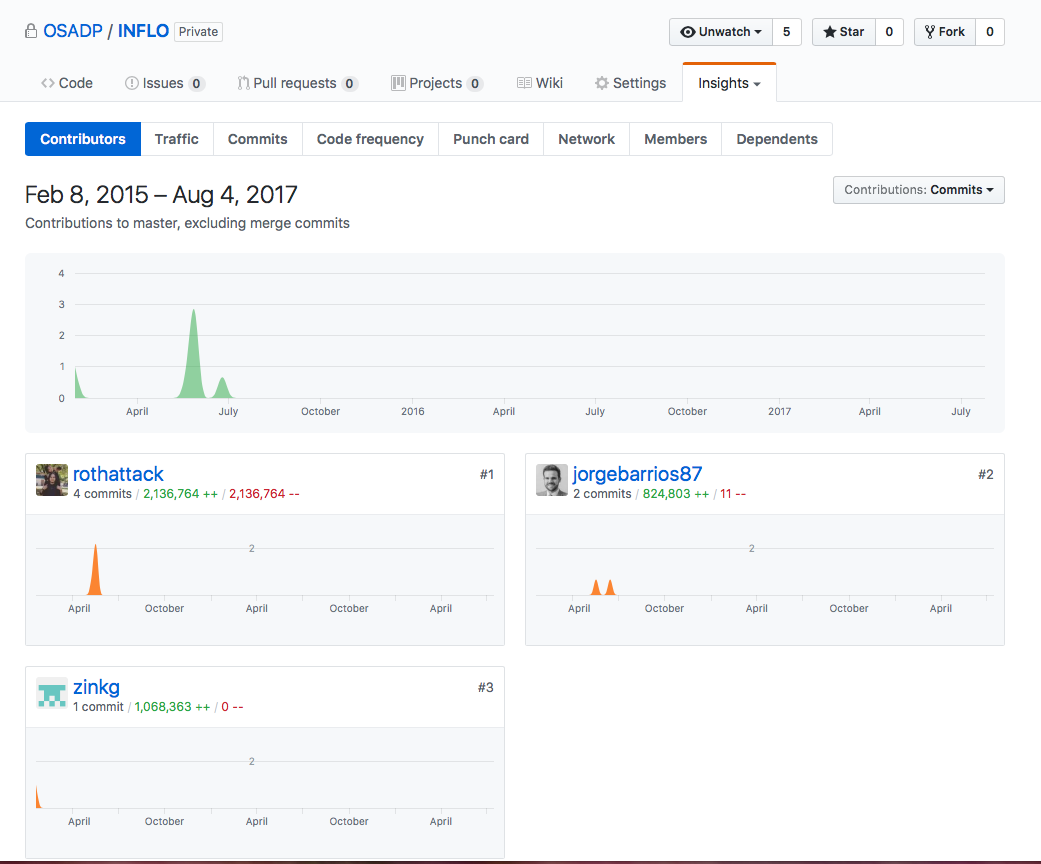 OSADP / INFLO Private Unwatch 5 Star 0 Fork 0
Code Issues 0 Pull requests 0 Projects 0 Wiki Settings Insights
Contributors Traffic Commits Code frequency Punch card Network Members Dependents
Feb 8, 2015 – Aug 4, 2017
Contributions: Commits
Contributions to master, excluding merge commits
4
3
2
1
0
April July October 2016 April July October 2017 April July
rothattack #1
4 commits / 2,136,764 ++ / 2,136,764 --
2
April October April October April
jorgebarrios87 #2
2 commits / 824,803 ++ / 11 --
2
April October April October April
zinkg #3
1 commit / 1,068,363 ++ / 0 --
2
April October April October April